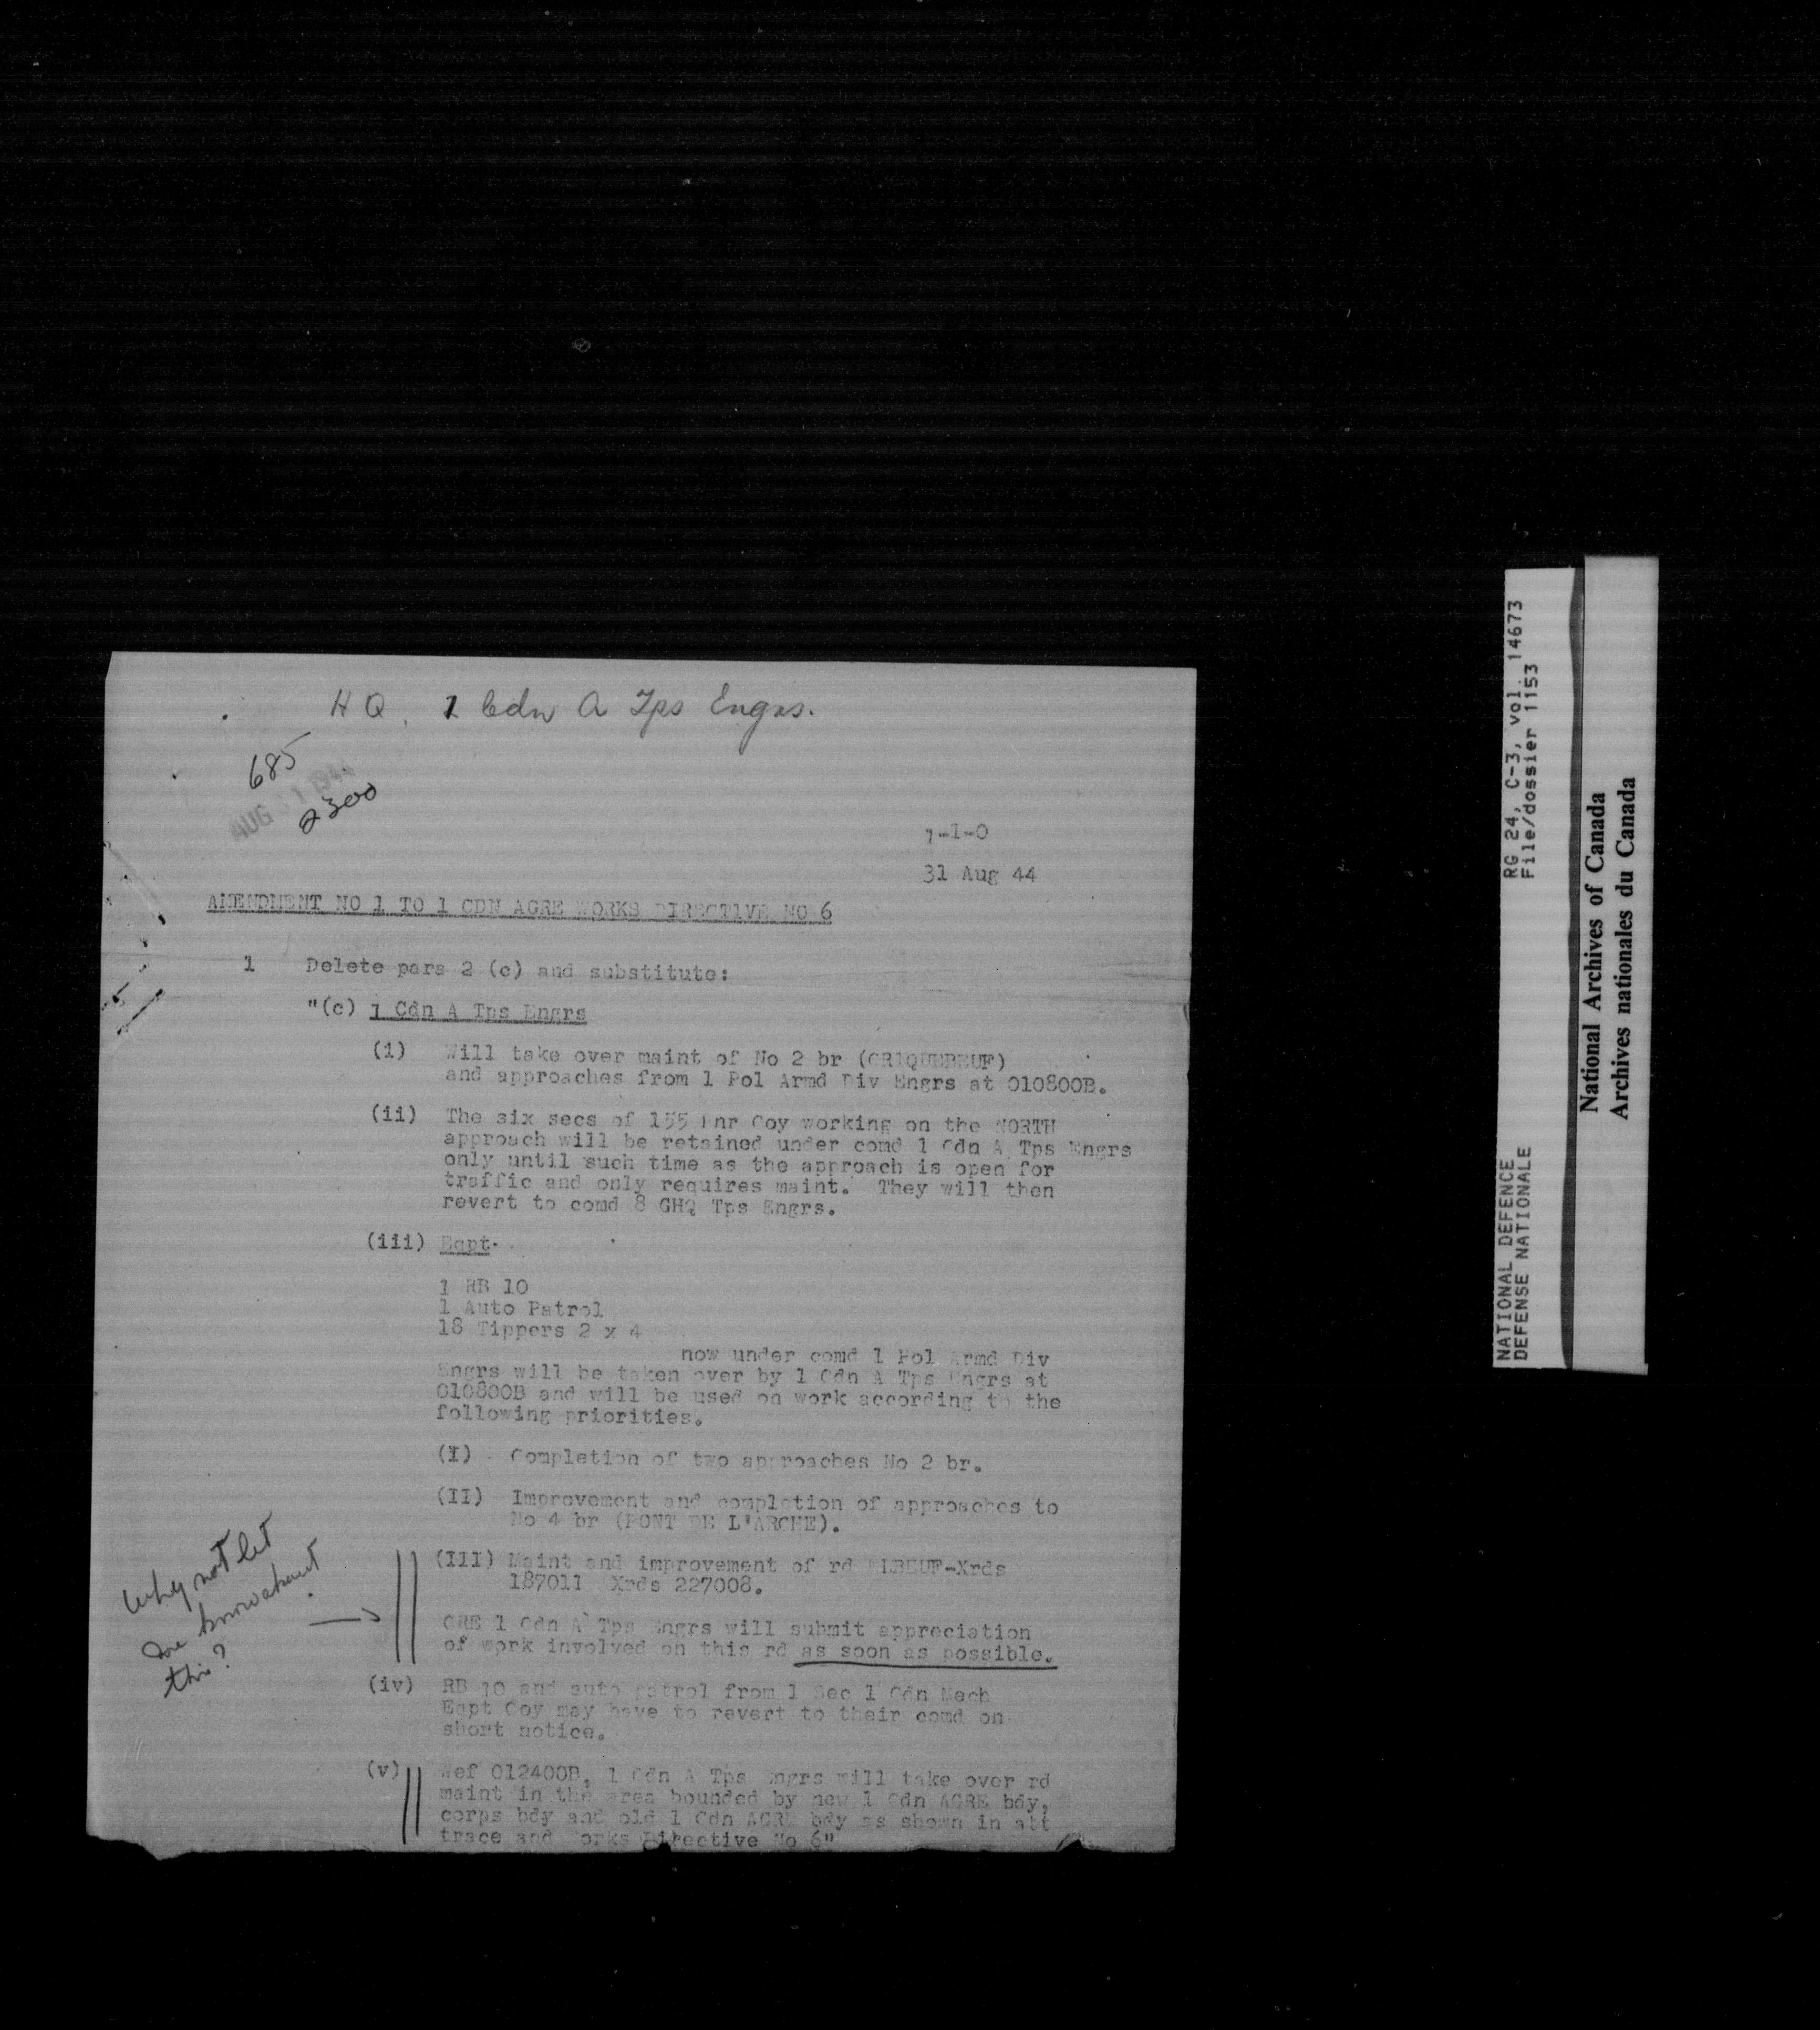 HQ, 1 Cdn A Tps Engrs.
685
AUG 31 1944
2300
1-1-0
31 Aug 44
AMENDMENT NO 1 TO 1 CDN AGRE WORKS DIRECTIVE NO 6
1 Delete pars 2 (c) and substitute:
"(c) 1 Cdn A Tps Engrs
(i) Will take over maint of No 2 br (CRIQUEBEUF)
and approaches from 1 Pol Armd Div Engrs at 010800B.
(ii) The six secs of 155 Pnr Coy working on the NORTH
approach will be retained under comd 1 Cdn A Tps Engrs
only until such time as the approach is open for
traffic and only requires maint. They will then
revert to comd 8 GHQ Tps Engrs.
(iii) Eqpt.
1 RB 10
1 Auto Patrol
18 Tippers 2 x 4
now under comd 1 Pol Armd Div
Engrs will be taken over by 1 Cdn A Tps Engrs at
010800B and will be used on work according to the
following priorities.
(I) Completion of two approaches No 2 br.
(II) Improvement and completion of approaches to
No 4 br (PONT DE L'ARCHE).
(III) Maint and improvement of rd ELBEUF-Xrds
187011 Xrds 227008.
CRE 1 Cdn A Tps Engrs will submit appreciation
of work involved on this rd as soon as possible.
Why not let
know about
this?
(iv) RB 10 and auto patrol from 1 Sec 1 Cdn Mech
Eqpt Coy may have to revert to their comd on
short notice.
(v) Wef 012400B, 1 Cdn A Tps Engrs will take over rd
maint in the area bounded by new 1 Cdn AGRE bdy,
corps bdy and old 1 Cdn AGRE bdy as shown in att
trace and Works Directive No 6"
NATIONAL DEFENCE RG 24, C-3, vol. 14673
DEFENSE NATIONALE File/dossier 1153
National Archives of Canada
Archives nationales du Canada